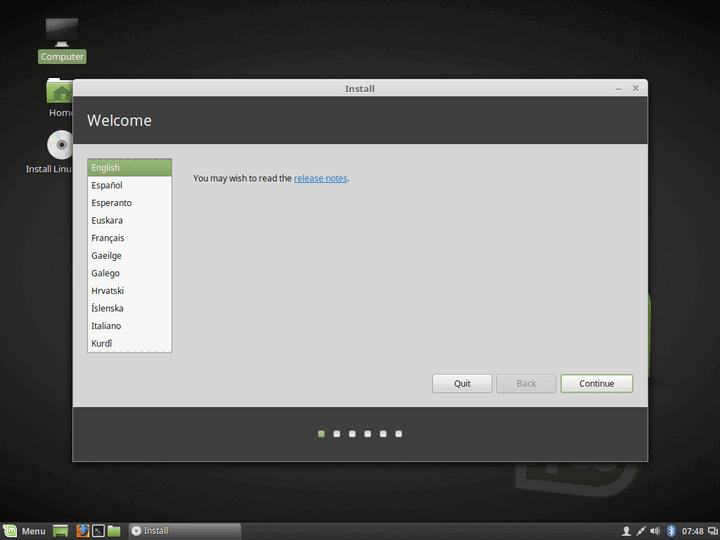 Computer
Home
Install Linu
Install
Welcome
English
Español
Esperanto
Euskara
Français
Gaeilge
Galego
Hrvatski
Íslenska
Italiano
Kurdî
You may wish to read the release notes.
Quit
Back
Continue
Menu
Install
07:48